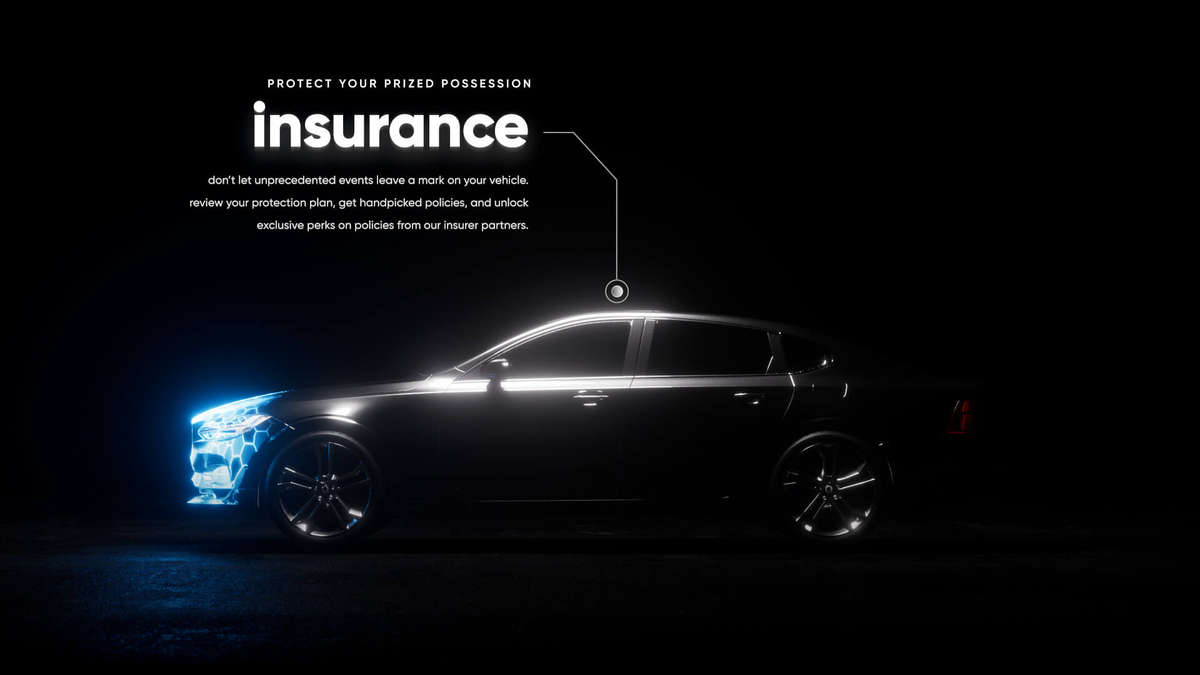 PROTECT YOUR PRIZED POSSESSION
insurance
don't let unprecedented events leave a mark on your vehicle.
review your protection plan, get handpicked policies, and unlock
exclusive perks on policies from our insurer partners.